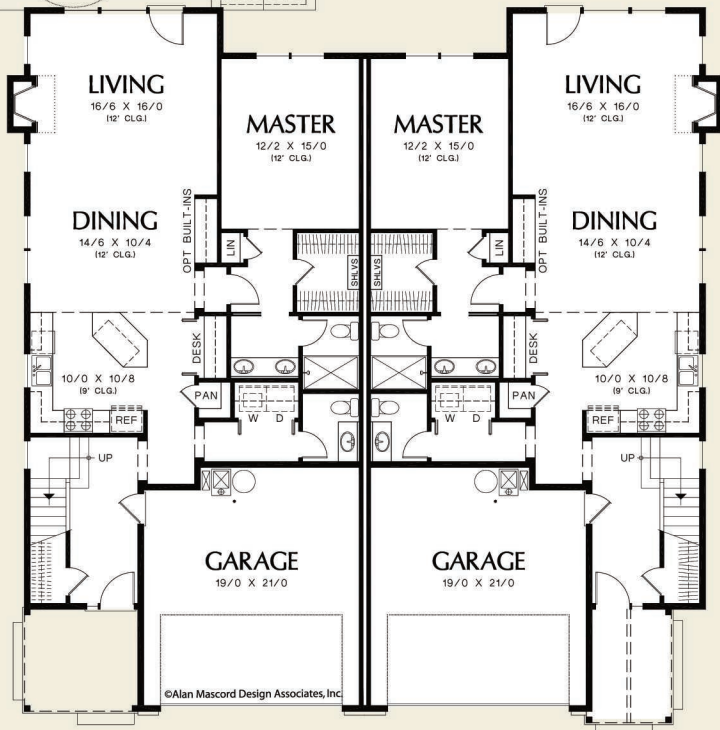 LIVING
16/6 X 16/0
(12' CLG.)
MASTER
12/2 X 15/0
(12' CLG.)
MASTER
12/2 X 15/0
(12' CLG.)
LIVING
16/6 X 16/0
(12' CLG.)
DINING
14/6 X 10/4
(12' CLG.)
OPT BUILT-INS
LIN
SHLVS
SHLVS
LIN
OPT BUILT-INS
DINING
14/6 X 10/4
(12' CLG.)
DESK
DESK
10/0 X 10/8
(9' CLG.)
REF
PAN
W D
W D
PAN
10/0 X 10/8
(9' CLG.)
REF
UP
UP
GARAGE
19/0 X 21/0
GARAGE
19/0 X 21/0
©Alan Mascord Design Associates, Inc.